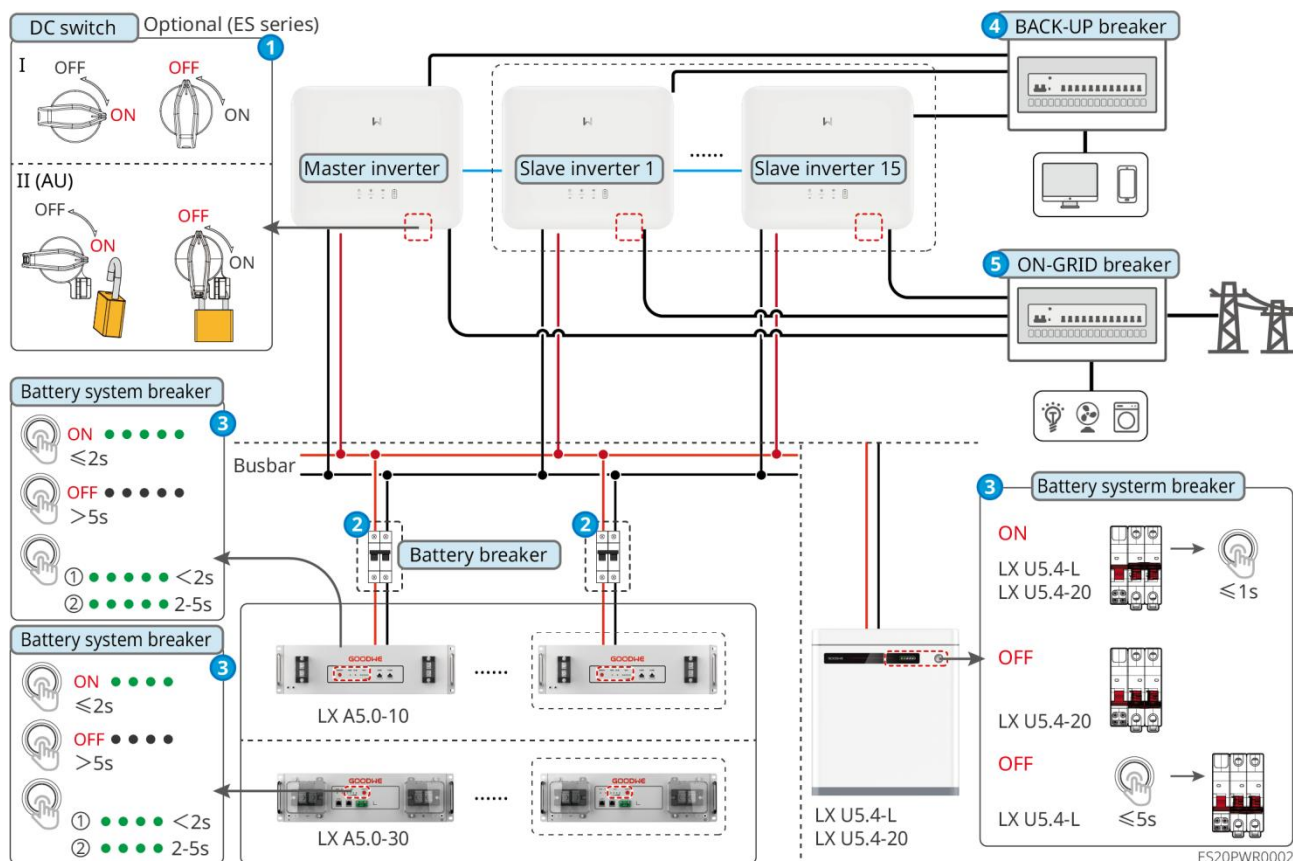 DC switch
Optional (ES series)
1
I
OFF
ON
OFF
ON
II (AU)
OFF
ON
OFF
ON
Master inverter
Slave inverter 1
......
Slave inverter 15
4 BACK-UP breaker
5 ON-GRID breaker
Battery system breaker
3
ON
≤2s
OFF
>5s
① <2s
② 2-5s
Battery system breaker
3
ON
≤2s
OFF
>5s
① <2s
② 2-5s
Busbar
2
Battery breaker
2
GOODWE
......
GOODWE
LX A5.0-10
GOODWE
......
GOODWE
LX A5.0-30
LX U5.4-L
LX U5.4-20
3 Battery systerm breaker
ON
LX U5.4-L
LX U5.4-20
≤1s
OFF
LX U5.4-20
OFF
LX U5.4-L
≤5s
ES20PWR0002